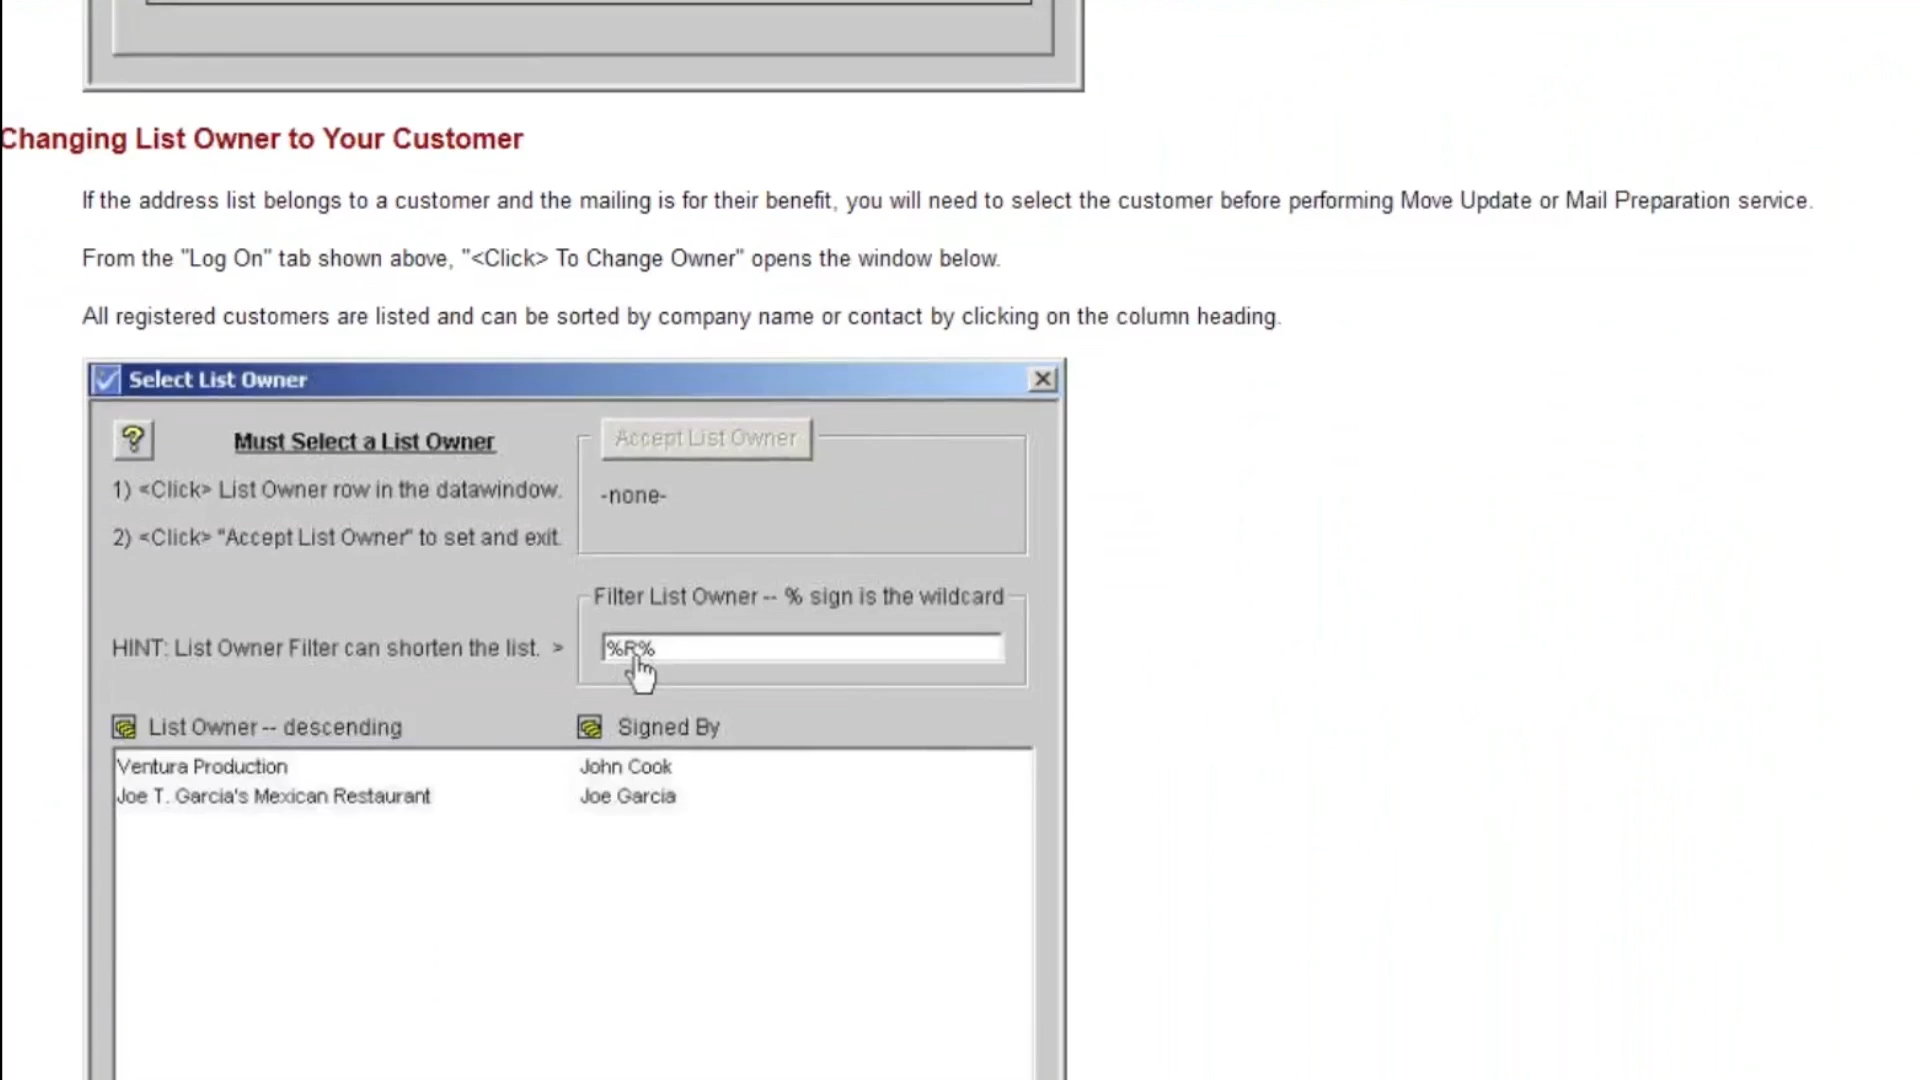 Changing List Owner to Your Customer
If the address list belongs to a customer and the mailing is for their benefit, you will need to select the customer before performing Move Update or Mail Preparation service.
From the "Log On" tab shown above, "<Click> To Change Owner" opens the window below.
All registered customers are listed and can be sorted by company name or contact by clicking on the column heading.
Select List Owner
Must Select a List Owner
Accept List Owner
1) <Click> List Owner row in the datawindow.
-none-
2) <Click> "Accept List Owner" to set and exit.
Filter List Owner -- % sign is the wildcard
HINT: List Owner Filter can shorten the list. >
%R%
List Owner -- descending
Signed By
Ventura Production
John Cook
Joe T. Garcia's Mexican Restaurant
Joe Garcia